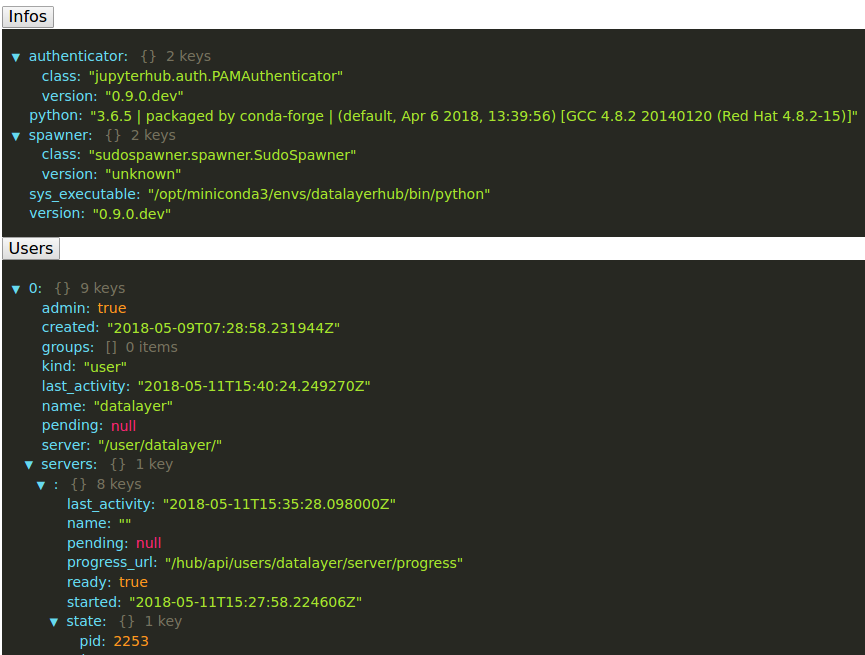 Infos
▼ authenticator: {} 2 keys
class: "jupyterhub.auth.PAMAuthenticator"
version: "0.9.0.dev"
python: "3.6.5 | packaged by conda-forge | (default, Apr 6 2018, 13:39:56) [GCC 4.8.2 20140120 (Red Hat 4.8.2-15)]"
▼ spawner: {} 2 keys
class: "sudospawner.spawner.SudoSpawner"
version: "unknown"
sys_executable: "/opt/miniconda3/envs/datalayerhub/bin/python"
version: "0.9.0.dev"
Users
▼ 0: {} 9 keys
admin: true
created: "2018-05-09T07:28:58.231944Z"
groups: [] 0 items
kind: "user"
last_activity: "2018-05-11T15:40:24.249270Z"
name: "datalayer"
pending: null
server: "/user/datalayer/"
▼ servers: {} 1 key
▼ : {} 8 keys
last_activity: "2018-05-11T15:35:28.098000Z"
name: ""
pending: null
progress_url: "/hub/api/users/datalayer/server/progress"
ready: true
started: "2018-05-11T15:27:58.224606Z"
▼ state: {} 1 key
pid: 2253